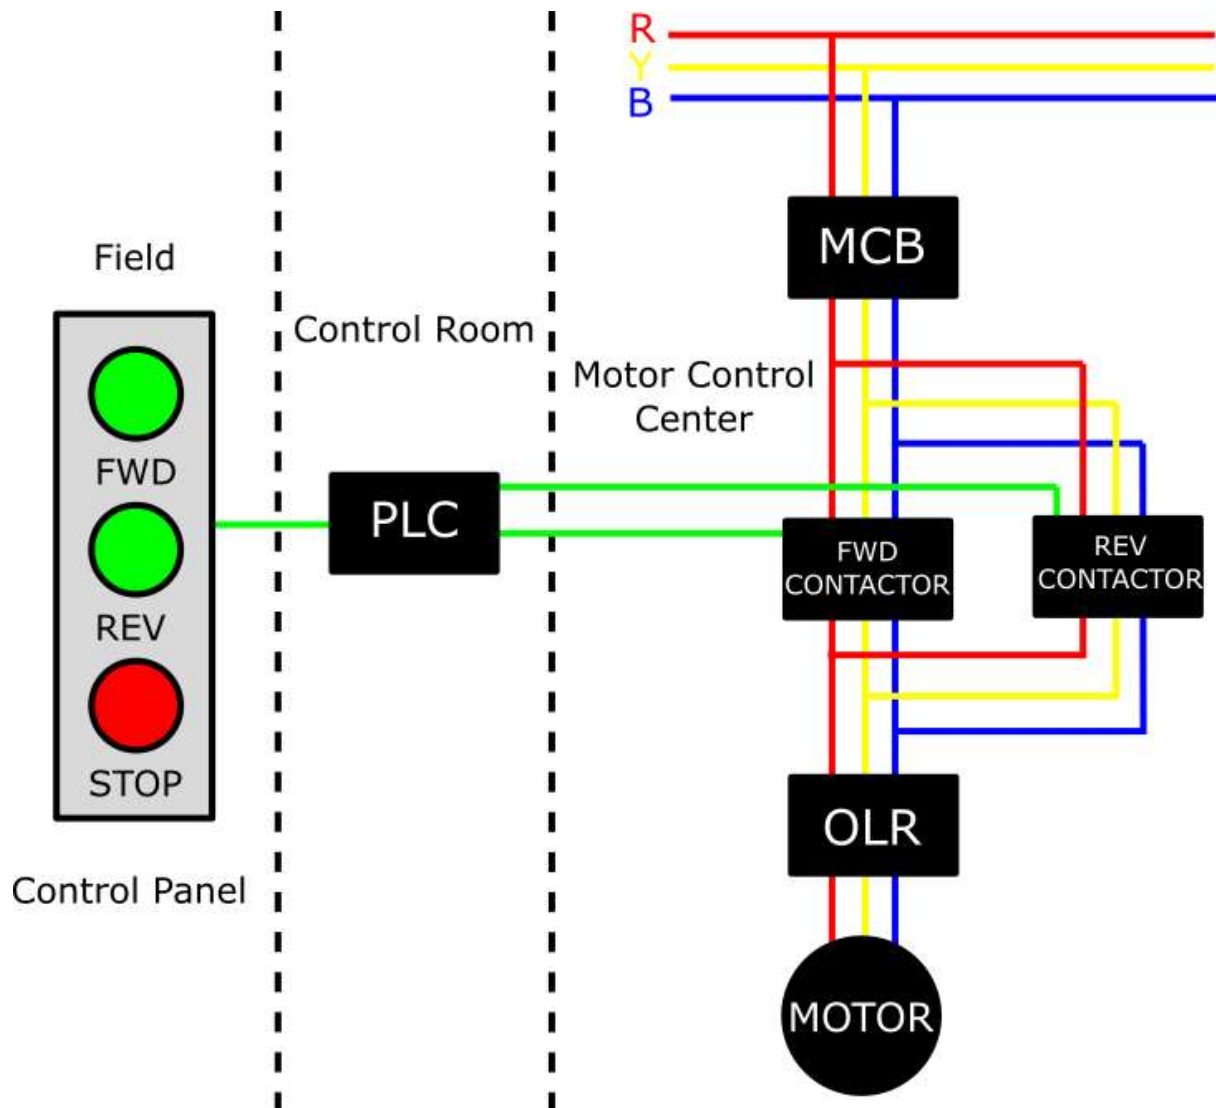 R
Y
B
MCB
Field
Control Room
Motor Control
Center
FWD
REV
STOP
Control Panel
PLC
FWD
CONTACTOR
REV
CONTACTOR
OLR
MOTOR